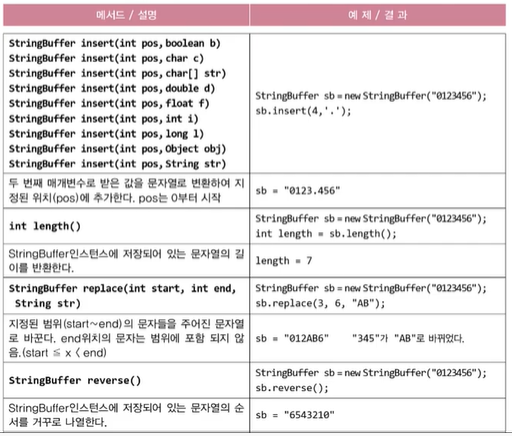 메서드 / 설명
예 제 / 결 과
StringBuffer insert(int pos,boolean b)
StringBuffer insert(int pos,char c)
StringBuffer insert(int pos,char[] str)
StringBuffer insert(int pos,double d)
StringBuffer insert(int pos,float f)
StringBuffer insert(int pos,int i)
StringBuffer insert(int pos,long l)
StringBuffer insert(int pos,Object obj)
StringBuffer insert(int pos,String str)
StringBuffer sb = new StringBuffer("0123456");
sb.insert(4,'.');
두 번째 매개변수로 받은 값을 문자열로 변환하여 지
정된 위치(pos)에 추가한다. pos는 0부터 시작
sb = "0123.456"
int length()
StringBuffer sb = new StringBuffer("0123456");
int length = sb.length();
StringBuffer인스턴스에 저장되어 있는 문자열의 길
이를 반환한다.
length = 7
StringBuffer replace(int start, int end,
String str)
StringBuffer sb = new StringBuffer("0123456");
sb.replace(3, 6, "AB");
지정된 범위(start~end)의 문자들을 주어진 문자열
로 바꾼다. end위치의 문자는 범위에 포함 되지 않
음.(start ≦ x < end)
sb = "012AB6" "345"가 "AB"로 바뀌었다.
StringBuffer reverse()
StringBuffer sb = new StringBuffer("0123456");
sb.reverse();
StringBuffer인스턴스에 저장되어 있는 문자열의 순
서를 거꾸로 나열한다.
sb = "6543210"